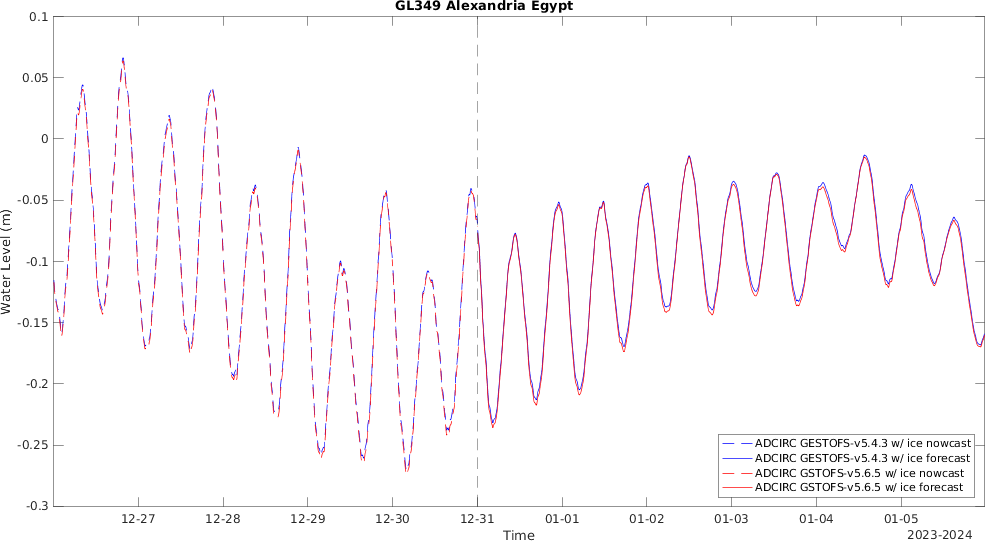 GL349 Alexandria Egypt
0.1
0.05
0
-0.05
-0.1
-0.15
-0.2
-0.25
-0.3
Water Level (m)
12-27 12-28 12-29 12-30 12-31 01-01 01-02 01-03 01-04 01-05
Time
2023-2024
ADCIRC GESTOFS-v5.4.3 w/ ice nowcast
ADCIRC GESTOFS-v5.4.3 w/ ice forecast
ADCIRC GSTOFS-v5.6.5 w/ ice nowcast
ADCIRC GSTOFS-v5.6.5 w/ ice forecast